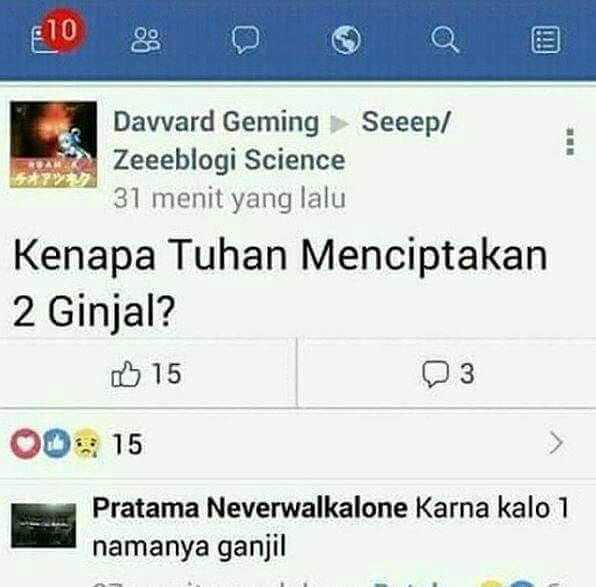 10
Davvard Geming ▶ Seeep/
Zeeeblogi Science
31 menit yang lalu
Kenapa Tuhan Menciptakan
2 Ginjal?
15
3
15
Pratama Neverwalkalone Karna kalo 1
namanya ganjil